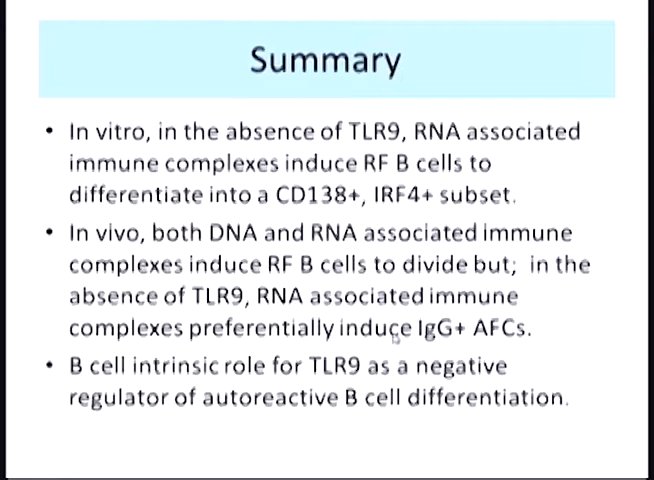 Summary
• In vitro, in the absence of TLR9, RNA associated
immune complexes induce RF B cells to
differentiate into a CD138+, IRF4+ subset.
• In vivo, both DNA and RNA associated immune
complexes induce RF B cells to divide but;  in the
absence of TLR9, RNA associated immune
complexes preferentially induce IgG+ AFCs.
• B cell intrinsic role for TLR9 as a negative
regulator of autoreactive B cell differentiation.